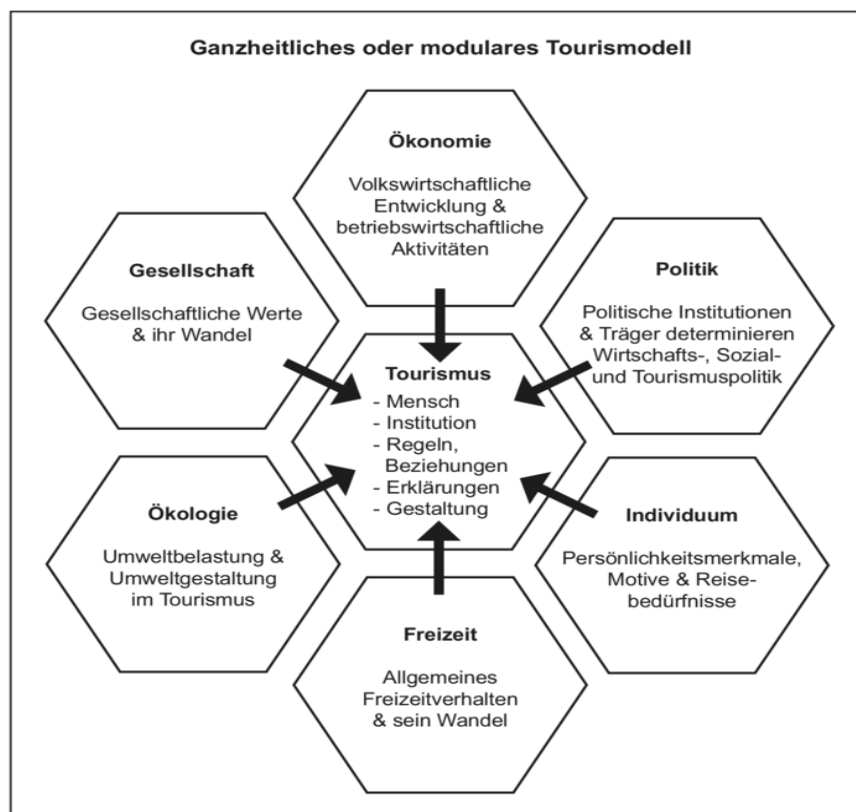 Ganzheitliches oder modulares Tourismodell
Ökonomie
Volkswirtschaftliche
Entwicklung &
betriebswirtschaftliche
Aktivitäten
Gesellschaft
Gesellschaftliche Werte
& ihr Wandel
Politik
Politische Institutionen
& Träger determinieren
Wirtschafts-, Sozial-
und Tourismuspolitik
Tourismus
- Mensch
- Institution
- Regeln,
Beziehungen
- Erklärungen
- Gestaltung
Ökologie
Umweltbelastung &
Umweltgestaltung
im Tourismus
Individuum
Persönlichkeitsmerkmale,
Motive & Reise-
bedürfnisse
Freizeit
Allgemeines
Freizeitverhalten
& sein Wandel